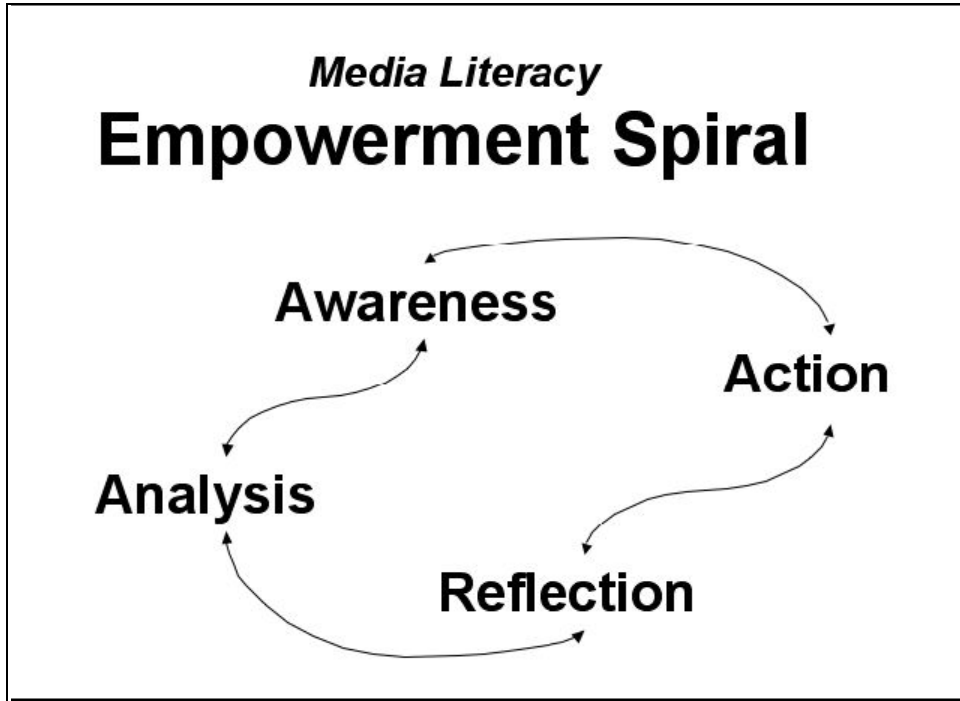 Media Literacy
Empowerment Spiral
Awareness
Action
Analysis
Reflection